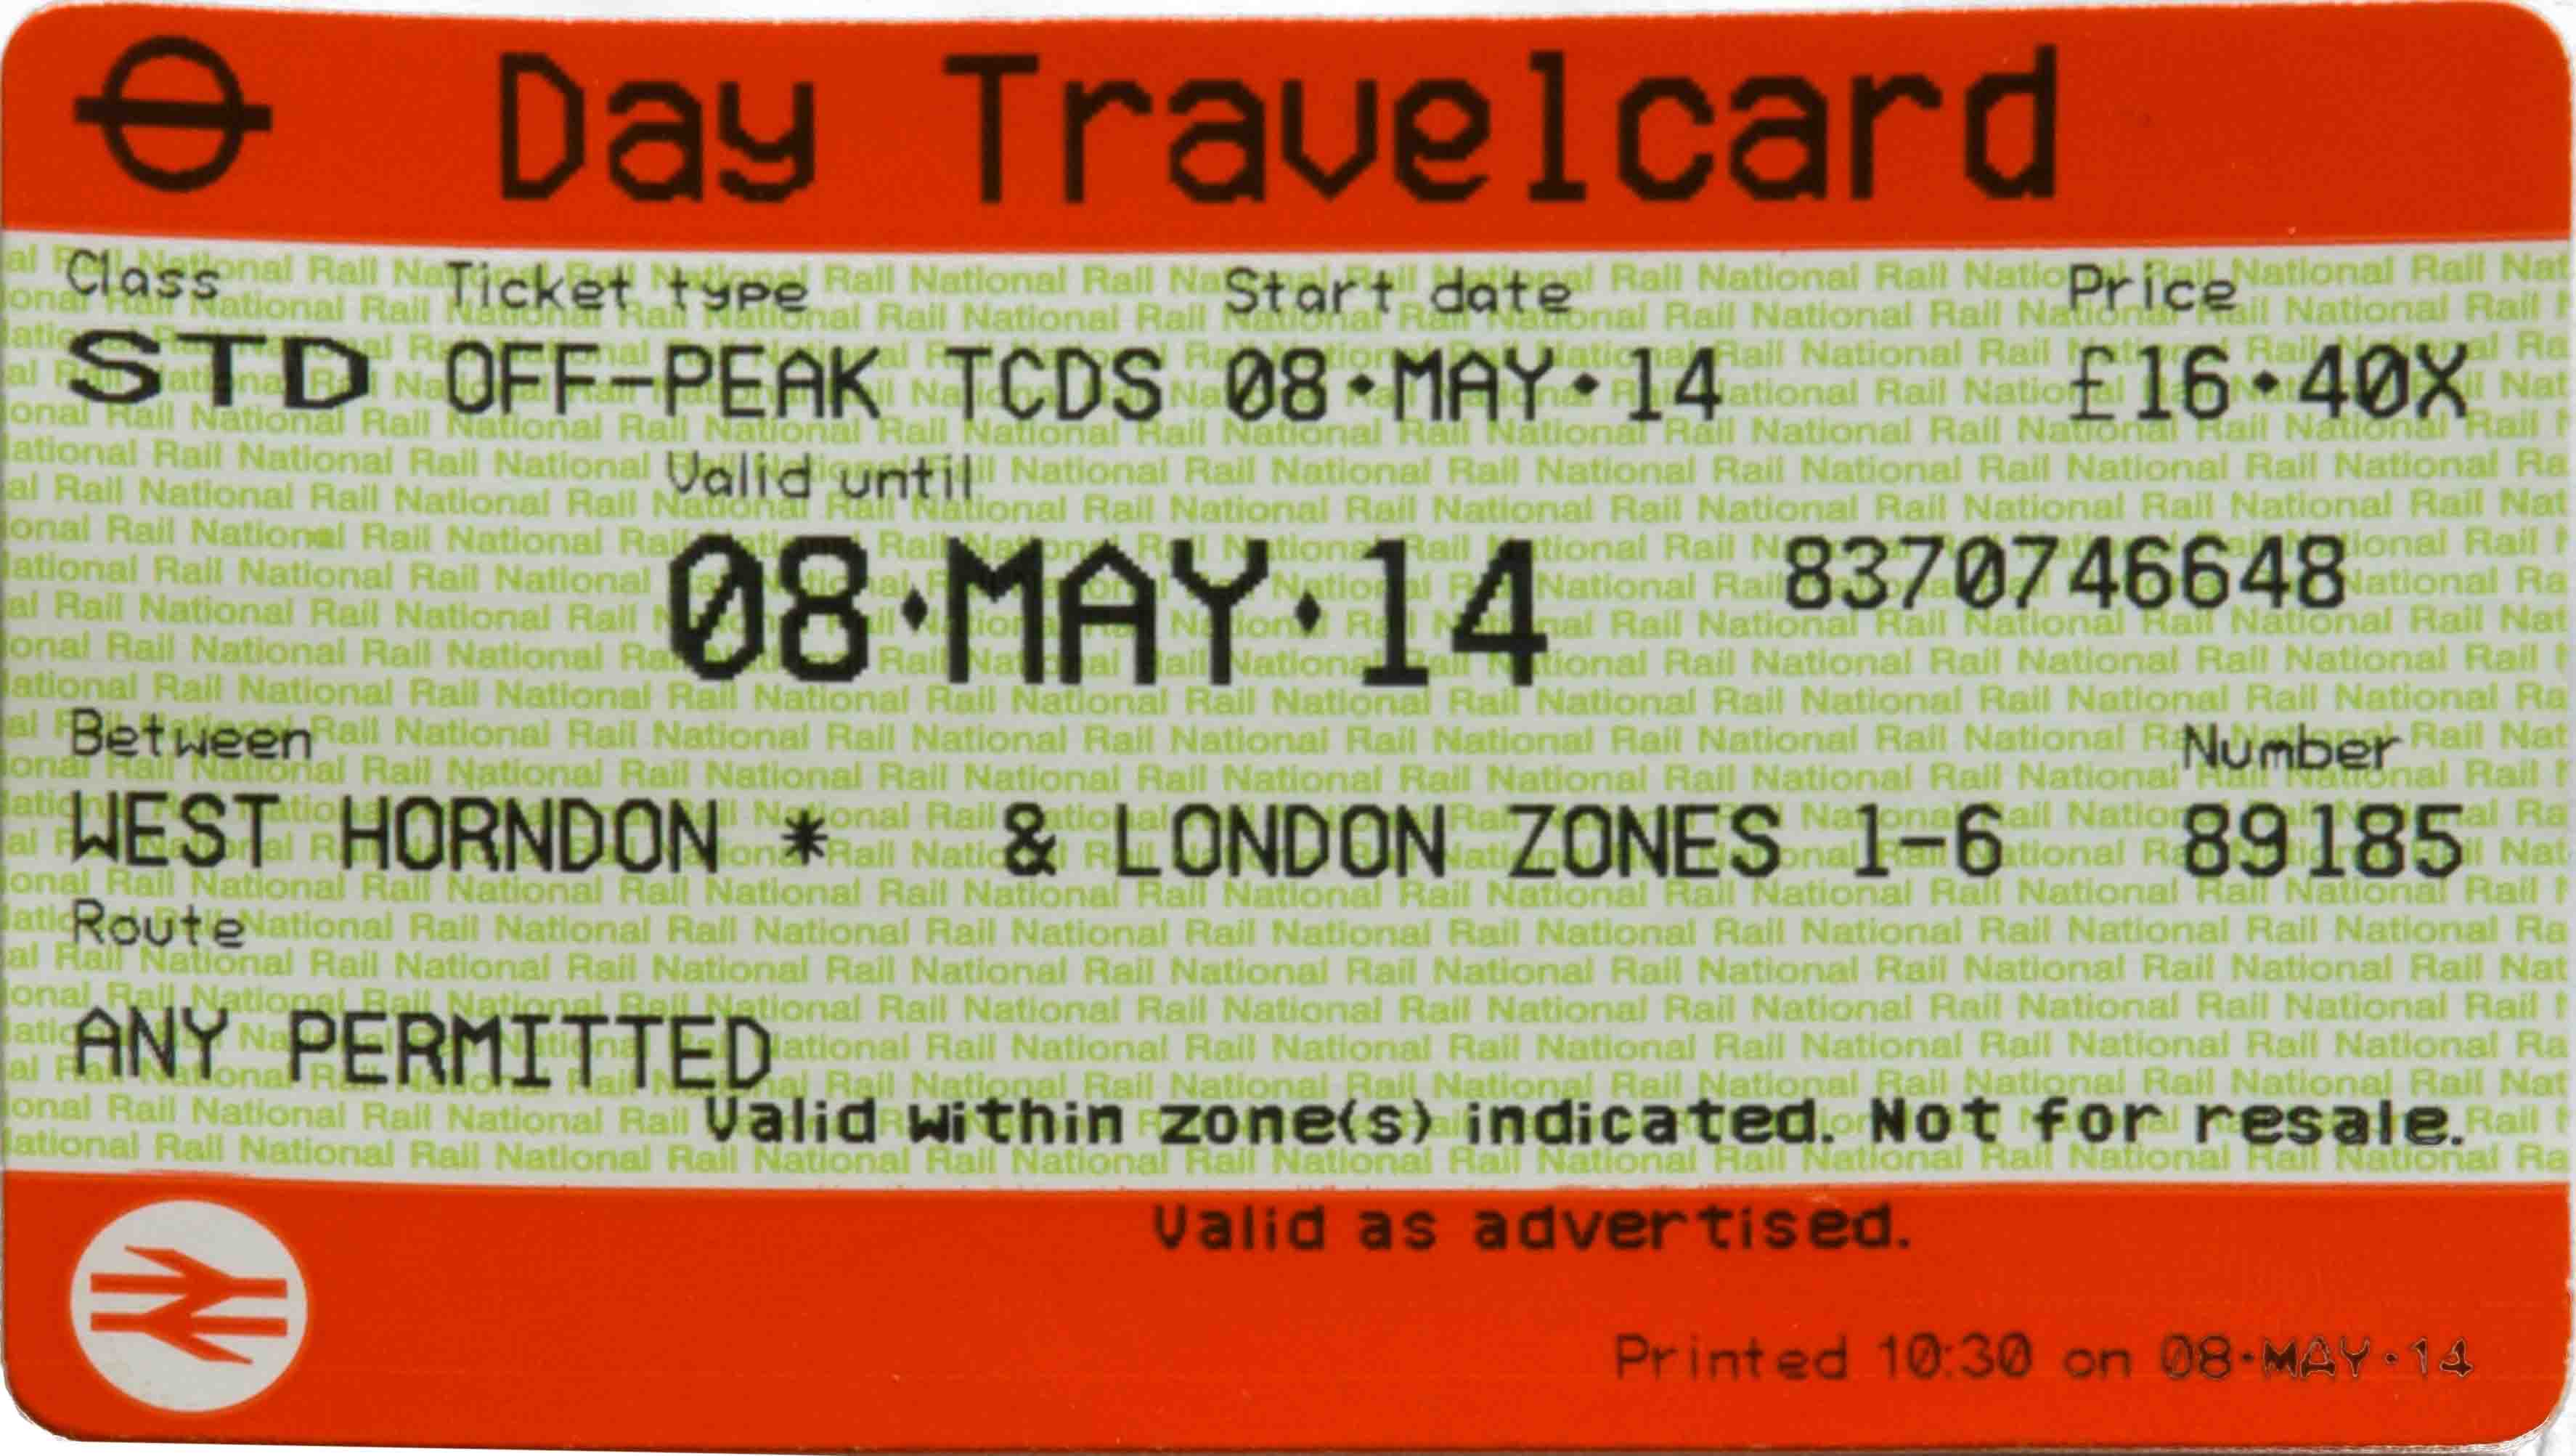 Day Travelcard
Class Ticket type Start date Price
STD OFF-PEAK TCDS 08·MAY·14 £16·40X
Valid until
08·MAY·14 8370746648
Between Number
WEST HORNDON * & LONDON ZONES 1-6 89185
Route
ANY PERMITTED
Valid within zone(s) indicated. Not for resale.
Valid as advertised.
Printed 10:30 on 08·MAY·14